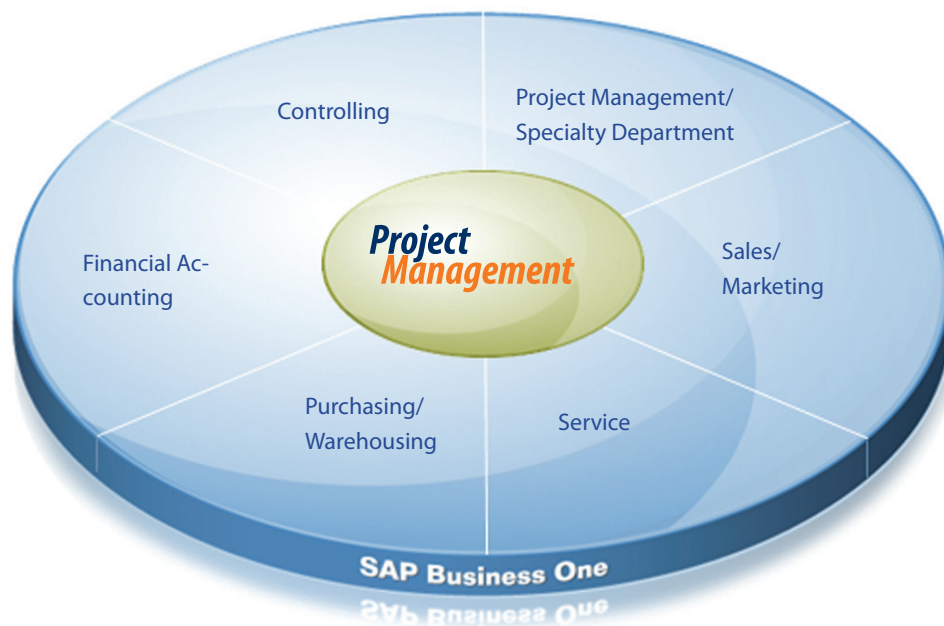 Controlling
Project Management/
Specialty Department
Project
Management
Financial Ac-
counting
Sales/
Marketing
Purchasing/
Warehousing
Service
SAP Business One
SAP Business One